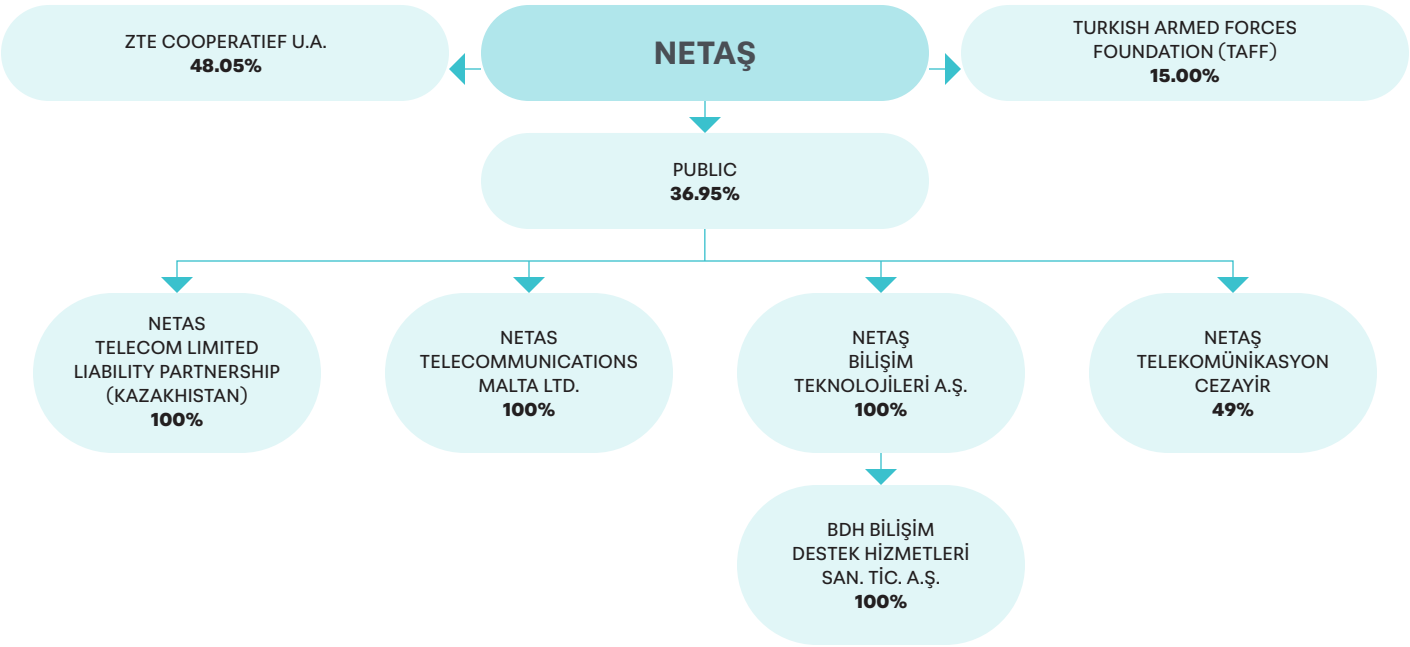 ZTE COOPERATIEF U.A.
48.05%
NETAŞ
TURKISH ARMED FORCES
FOUNDATION (TAFF)
15.00%
PUBLIC
36.95%
NETAS
TELECOM LIMITED
LIABILITY PARTNERSHIP
(KAZAKHISTAN)
100%
NETAS
TELECOMMUNICATIONS
MALTA LTD.
100%
NETAŞ
BİLİŞİM
TEKNOLOJİLERİ A.Ş.
100%
NETAŞ
TELEKOMÜNİKASYON
CEZAYİR
49%
BDH BİLİŞİM
DESTEK HİZMETLERİ
SAN. TİC. A.Ş.
100%